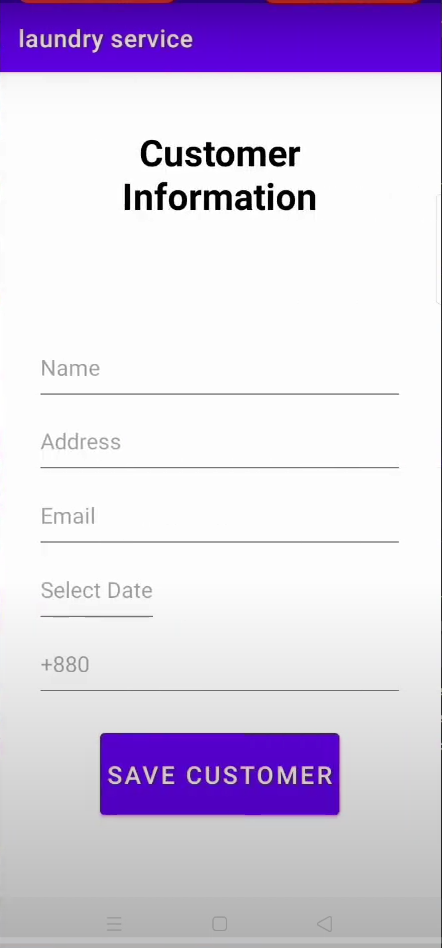 laundry service
Customer
Information
Name
Address
Email
Select Date
+880
SAVE CUSTOMER